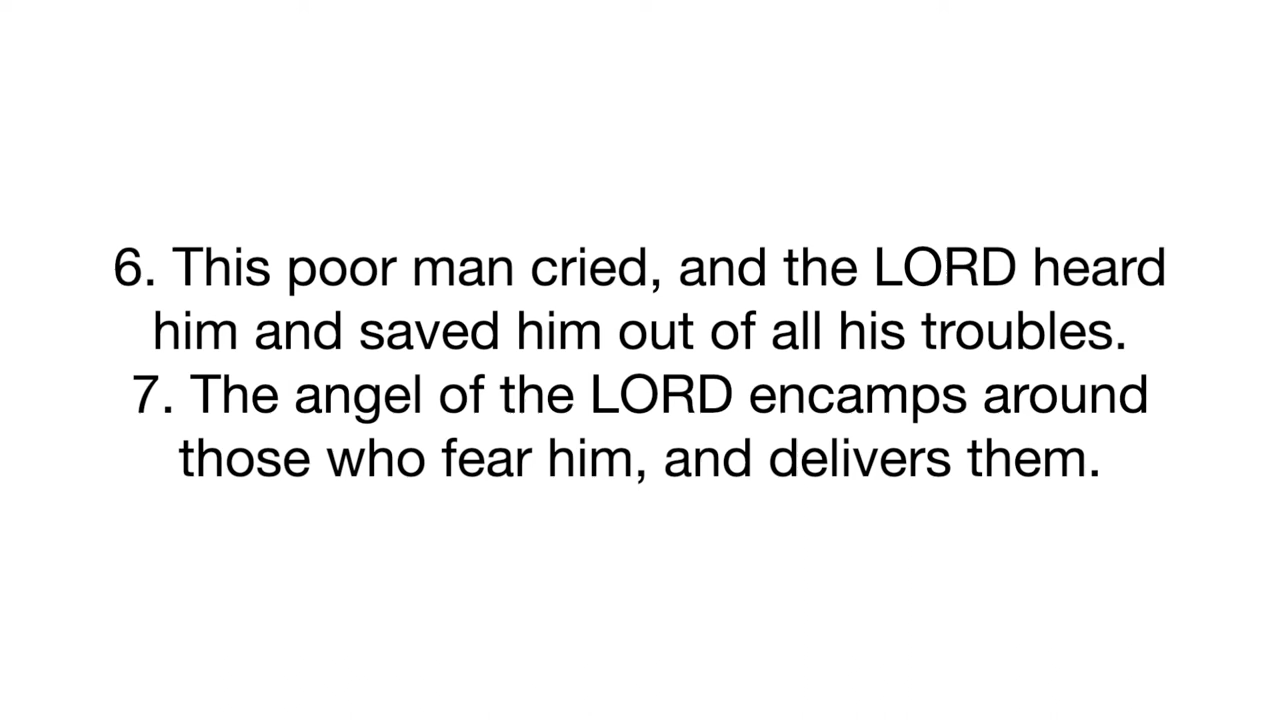 6. This poor man cried, and the LORD heard
him and saved him out of all his troubles.
7. The angel of the LORD encamps around
those who fear him, and delivers them.